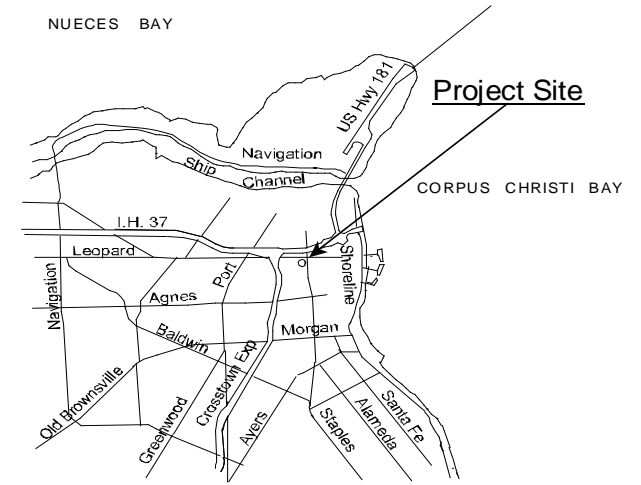 NUECES BAY
US Hwy 181
Project Site
Navigation
Ship Channel
CORPUS CHRISTI BAY
I.H. 37
Leopard
Port
Shoreline
Navigation
Agnes
Baldwin
Morgan
Crosstown Exp
Old Brownsville
Greenwood
Ayers
Staples
Alameda
Santa Fe